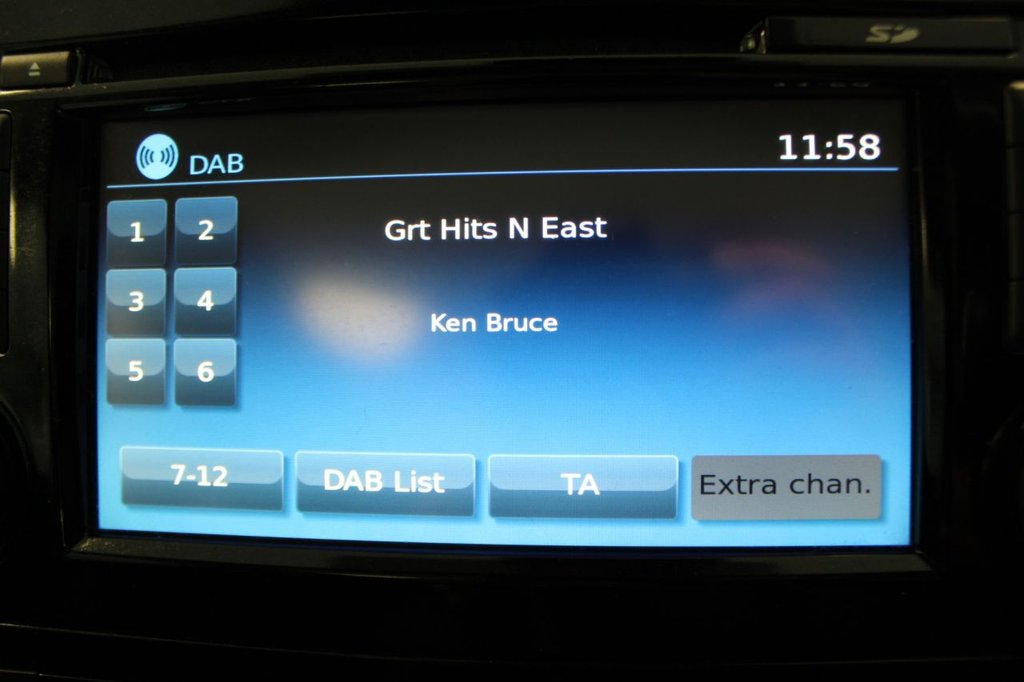 SD
DAB
11:58
1 2
Grt Hits N East
3 4
Ken Bruce
5 6
7-12 DAB List TA Extra chan.